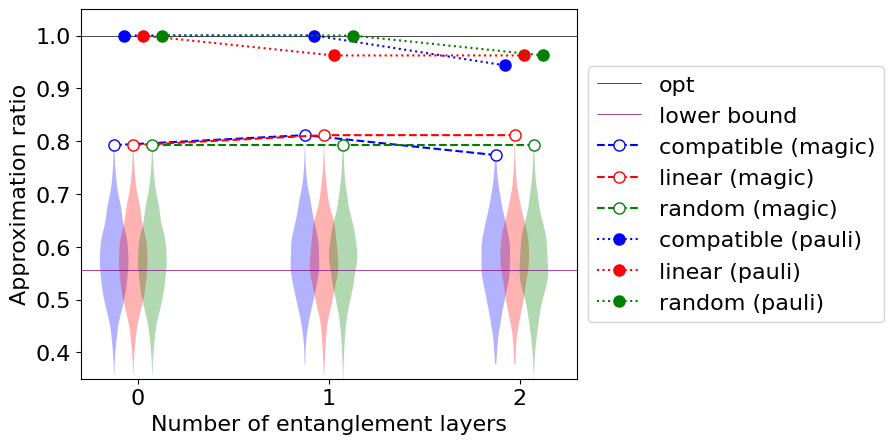 1.0
0.9
0.8
0.7
0.6
0.5
0.4
Approximation ratio
0 1 2
Number of entanglement layers
opt
lower bound
compatible (magic)
linear (magic)
random (magic)
compatible (pauli)
linear (pauli)
random (pauli)